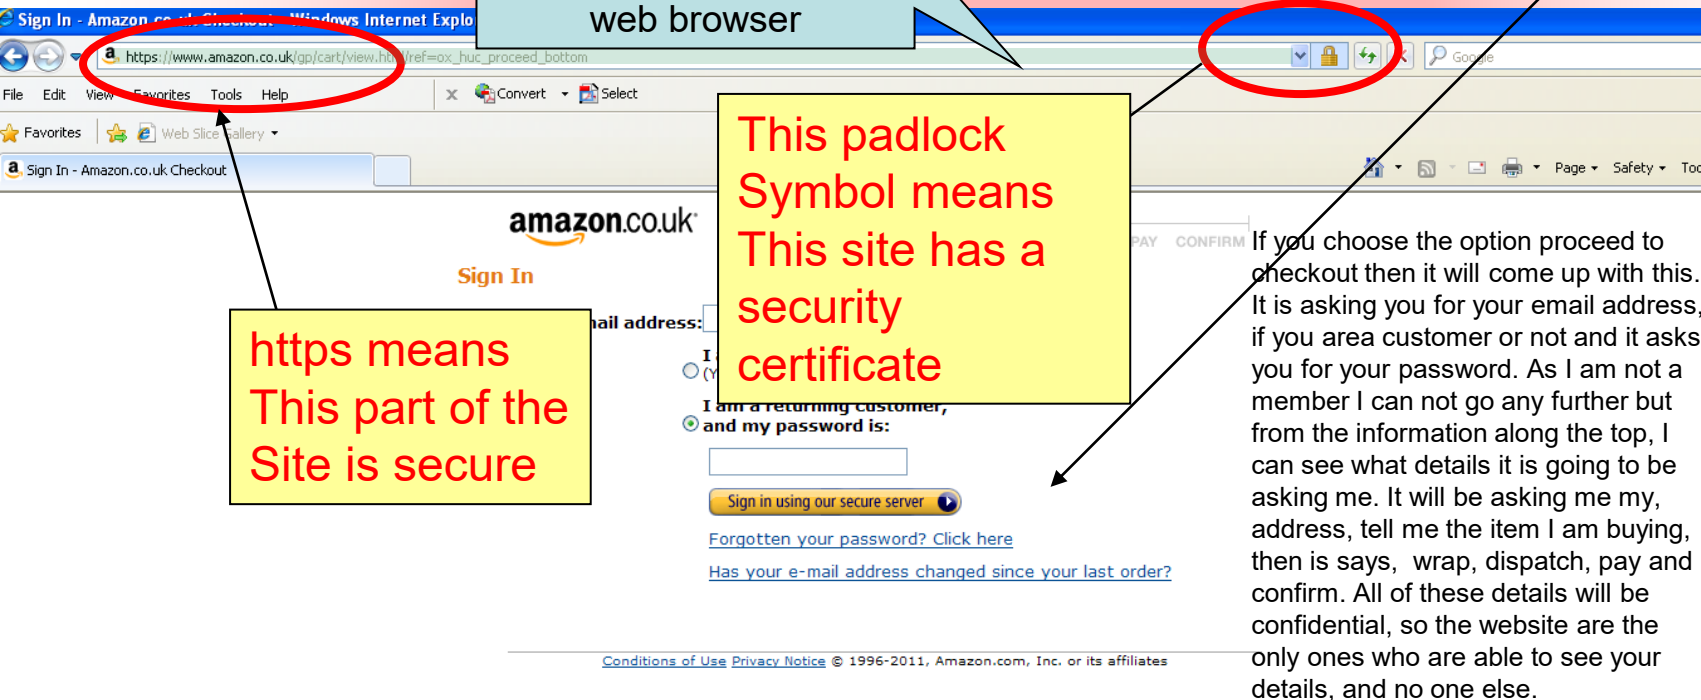 Sign In - Amazon.co.uk Checkout - Windows Internet Explo
web browser
https://www.amazon.co.uk/gp/cart/view.html/ref=ox_huc_proceed_bottom
Google
File Edit View Favorites Tools Help
x Convert Select
Favorites Web Slice Gallery
Sign In - Amazon.co.uk Checkout
Page Safety Too
This padlock
Symbol means
This site has a
security
certificate
amazon.co.uk
PAY CONFIRM
Sign In
ail address:
https means
This part of the
Site is secure
I
(Y
I am a returning customer,
and my password is:
Sign in using our secure server
Forgotten your password? Click here
Has your e-mail address changed since your last order?
Conditions of Use Privacy Notice © 1996-2011, Amazon.com, Inc. or its affiliates
If you choose the option proceed to
checkout then it will come up with this.
It is asking you for your email address,
if you area customer or not and it asks
you for your password. As I am not a
member I can not go any further but
from the information along the top, I
can see what details it is going to be
asking me. It will be asking me my,
address, tell me the item I am buying,
then is says, wrap, dispatch, pay and
confirm. All of these details will be
confidential, so the website are the
only ones who are able to see your
details, and no one else.